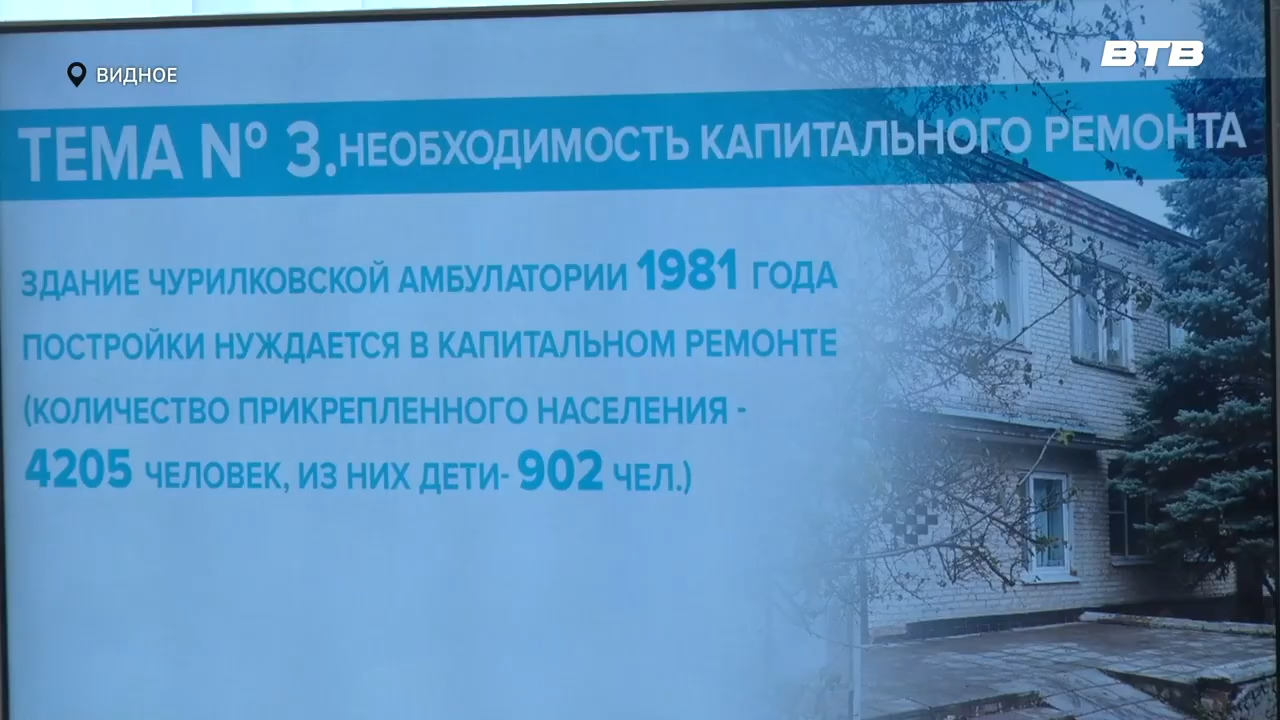 ВИДНОЕ
ВТВ
ТЕМА № 3.НЕОБХОДИМОСТЬ КАПИТАЛЬНОГО РЕМОНТА
ЗДАНИЕ ЧУРИЛКОВСКОЙ АМБУЛАТОРИИ 1981 ГОДА
ПОСТРОЙКИ НУЖДАЕТСЯ В КАПИТАЛЬНОМ РЕМОНТЕ
(КОЛИЧЕСТВО ПРИКРЕПЛЕННОГО НАСЕЛЕНИЯ -
4205 ЧЕЛОВЕК, ИЗ НИХ ДЕТИ- 902 ЧЕЛ.)